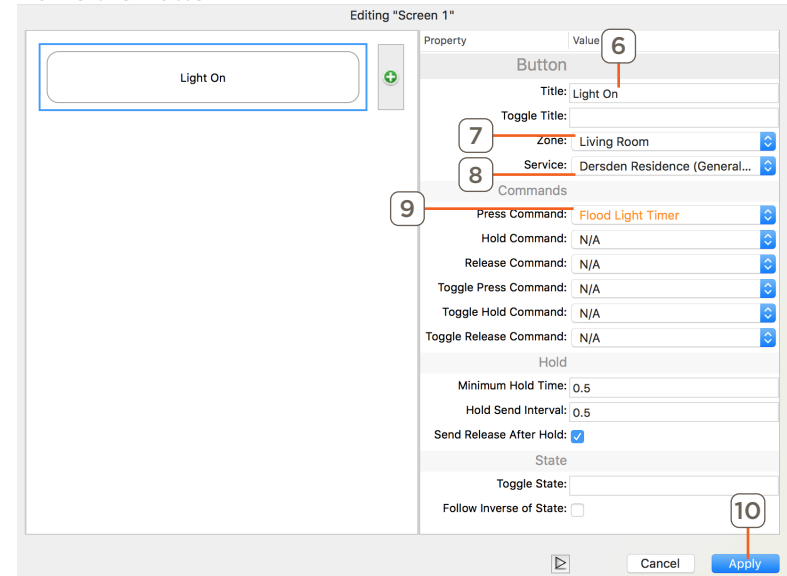 Editing "Screen 1"
Property Value
6
Button
Light On
Title: Light On
Toggle Title:
7
Zone: Living Room
8
Service: Dersden Residence (General...
Commands
9
Press Command: Flood Light Timer
Hold Command: N/A
Release Command: N/A
Toggle Press Command: N/A
Toggle Hold Command: N/A
Toggle Release Command: N/A
Hold
Minimum Hold Time: 0.5
Hold Send Interval: 0.5
Send Release After Hold:
State
Toggle State:
Follow Inverse of State:
10
Cancel Apply